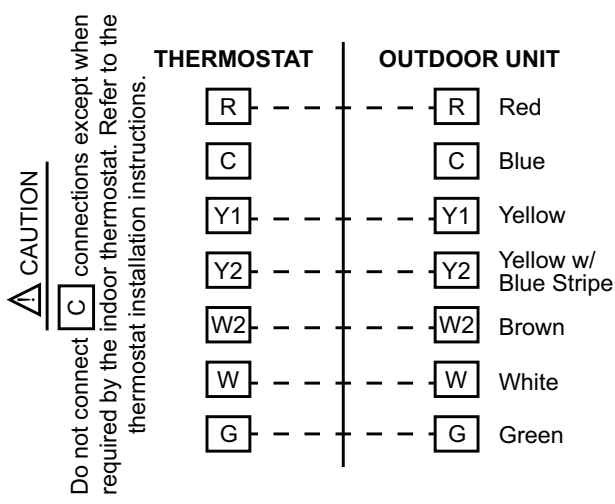 ⚠ CAUTION
Do not connect C connections except when
required by the indoor thermostat. Refer to the
thermostat installation instructions.
THERMOSTAT OUTDOOR UNIT
R R Red
C C Blue
Y1 Y1 Yellow
Y2 Y2 Yellow w/
Blue Stripe
W2 W2 Brown
W W White
G G Green